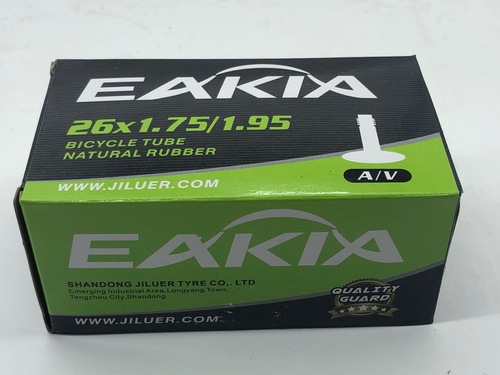 EAKIA
26x1.75/1.95
BICYCLE TUBE
NATURAL RUBBER
A/V
WWW.JILUER.COM
EAKIA
SHANDONG JILUER TYRE CO,. LTD
Emerging Industrial Area,Longyang Town,
Tengzhou City,Shandong
QUALITY
GUARD
WWW.JILUER.COM